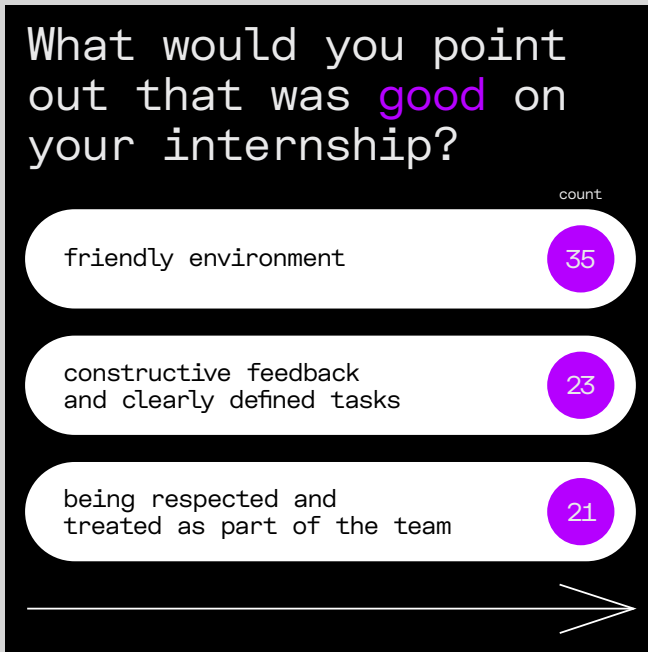 What would you point
out that was good on
your internship?
count
friendly environment
35
constructive feedback
and clearly defined tasks
23
being respected and
treated as part of the team
21